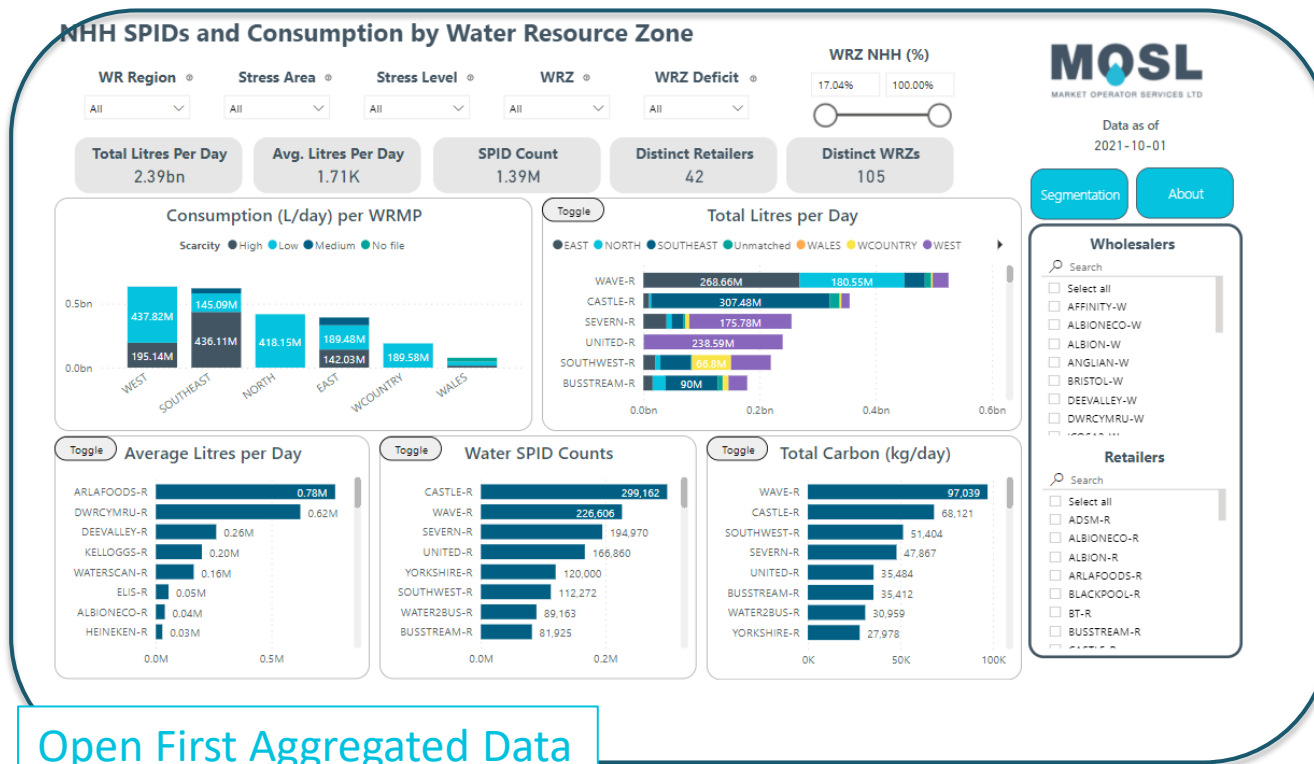 NHH SPIDs and Consumption by Water Resource Zone
WR Region
Stress Area
Stress Level
WRZ
WRZ Deficit
WRZ NHH (%)
All
All
All
All
All
17.04%
100.00%
MOSL
MARKET OPERATOR SERVICES LTD
Data as of
2021-10-01
Total Litres Per Day
2.39bn
Avg. Litres Per Day
1.71K
SPID Count
1.39M
Distinct Retailers
42
Distinct WRZs
105
Segmentation
About
Consumption (L/day) per WRMP
Scarcity High Low Medium No file
0.5bn
0.0bn
437.82M
195.14M
145.09M
436.11M
418.15M
189.48M
142.03M
189.58M
WEST
SOUTHEAST
NORTH
EAST
WCOUNTRY
WALES
Toggle
Total Litres per Day
EAST NORTH SOUTHEAST Unmatched WALES WCOUNTRY WEST
WAVE-R 268.66M 180.55M
CASTLE-R 307.48M
SEVERN-R 175.78M
UNITED-R 238.59M
SOUTHWEST-R 66.8M
BUSSTREAM-R 90M
0.0bn 0.2bn 0.4bn 0.6bn
Wholesalers
Search
Select all
AFFINITY-W
ALBIONECO-W
ALBION-W
ANGLIAN-W
BRISTOL-W
DEEVALLEY-W
DWRCYMRU-W
Retailers
Search
Select all
ADSM-R
ALBIONECO-R
ALBION-R
ARLAFOODS-R
BLACKPOOL-R
BT-R
BUSSTREAM-R
Toggle
Average Litres per Day
ARLAFOODS-R 0.78M
DWRCYMRU-R 0.62M
DEEVALLEY-R 0.26M
KELLOGGS-R 0.20M
WATERSCAN-R 0.16M
ELIS-R 0.05M
ALBIONECO-R 0.04M
HEINEKEN-R 0.03M
0.0M 0.5M
Toggle
Water SPID Counts
CASTLE-R 299,162
WAVE-R 226,606
SEVERN-R 194,970
UNITED-R 166,860
YORKSHIRE-R 120,000
SOUTHWEST-R 112,272
WATER2BUS-R 89,163
BUSSTREAM-R 81,925
0.0M 0.2M
Toggle
Total Carbon (kg/day)
WAVE-R 97,039
CASTLE-R 68,121
SOUTHWEST-R 51,404
SEVERN-R 47,867
UNITED-R 35,484
BUSSTREAM-R 35,412
WATER2BUS-R 30,959
YORKSHIRE-R 27,978
0K 50K 100K
Open First Aggregated Data